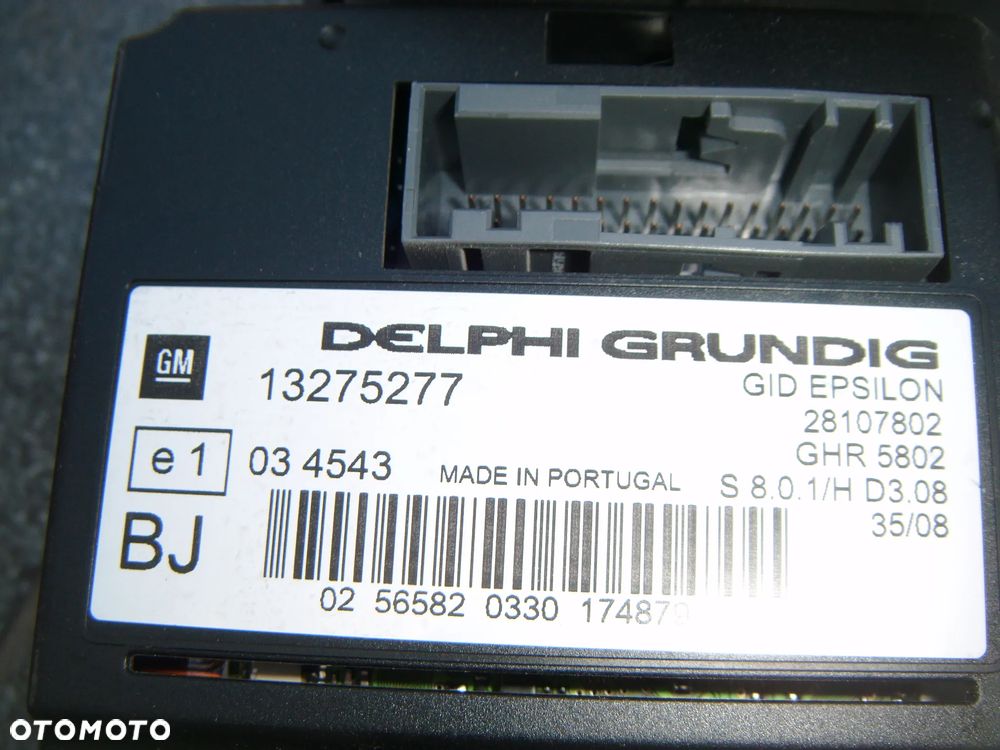 DELPHI GRUNDIG
GM
13275277
GID EPSILON
28107802
GHR 5802
e 1
03 4543
MADE IN PORTUGAL
S 8.0.1/H D3.08
35/08
BJ
02 56582 0330 174879
OTOMOTO